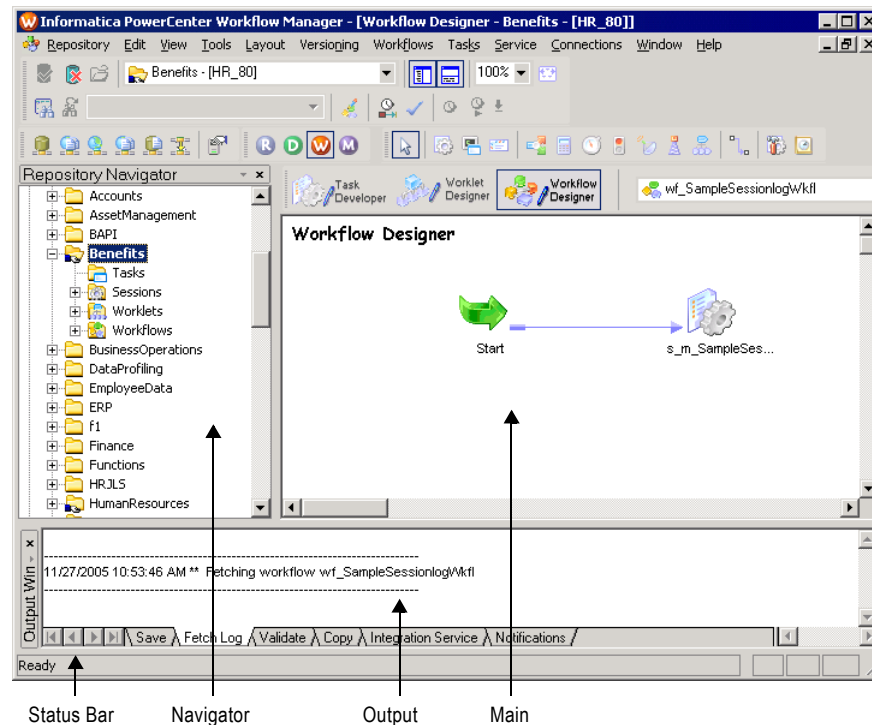 Informatica PowerCenter Workflow Manager - [Workflow Designer - Benefits - [HR_80]]
Repository Edit View Tools Layout Versioning Workflows Tasks Service Connections Window Help
Benefits - [HR_80] 100%
R D W M
Repository Navigator
Task Developer
Worklet Designer
Workflow Designer
wf_SampleSessionlogWkfl
Accounts
AssetManagement
BAPI
Benefits
Tasks
Sessions
Worklets
Workflows
BusinessOperations
DataProfiling
EmployeeData
ERP
f1
Finance
Functions
HRJLS
HumanResources
Workflow Designer
Start
s_m_SampleSes...
Output Win
11/27/2005 10:53:46 AM ** Fetching workflow wf_SampleSessionlogWkfl
Save Fetch Log Validate Copy Integration Service Notifications
Ready
Status Bar Navigator Output Main